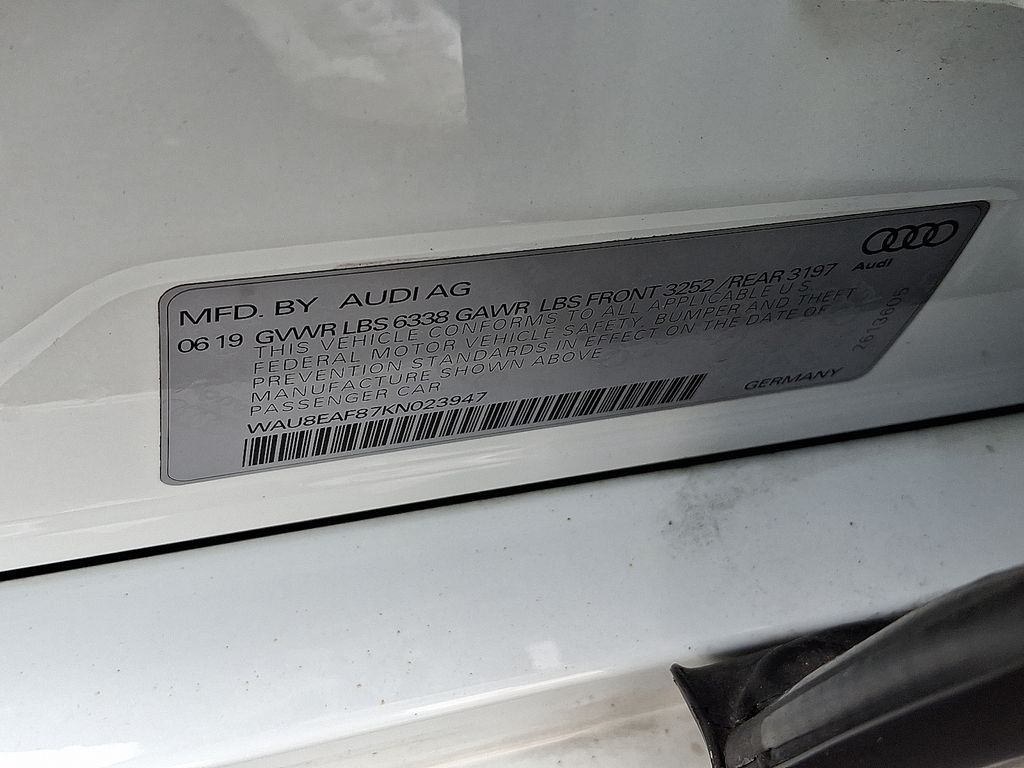 MFD. BY AUDI AG
Audi
06 19 GVWR LBS 6338 GAWR LBS FRONT 3252 / REAR 3197
THIS VEHICLE CONFORMS TO ALL APPLICABLE U.S.
FEDERAL MOTOR VEHICLE SAFETY, BUMPER AND THEFT
PREVENTION STANDARDS IN EFFECT ON THE DATE OF
MANUFACTURE SHOWN ABOVE
PASSENGER CAR
WAU8EAF87KN023947
GERMANY
2613605